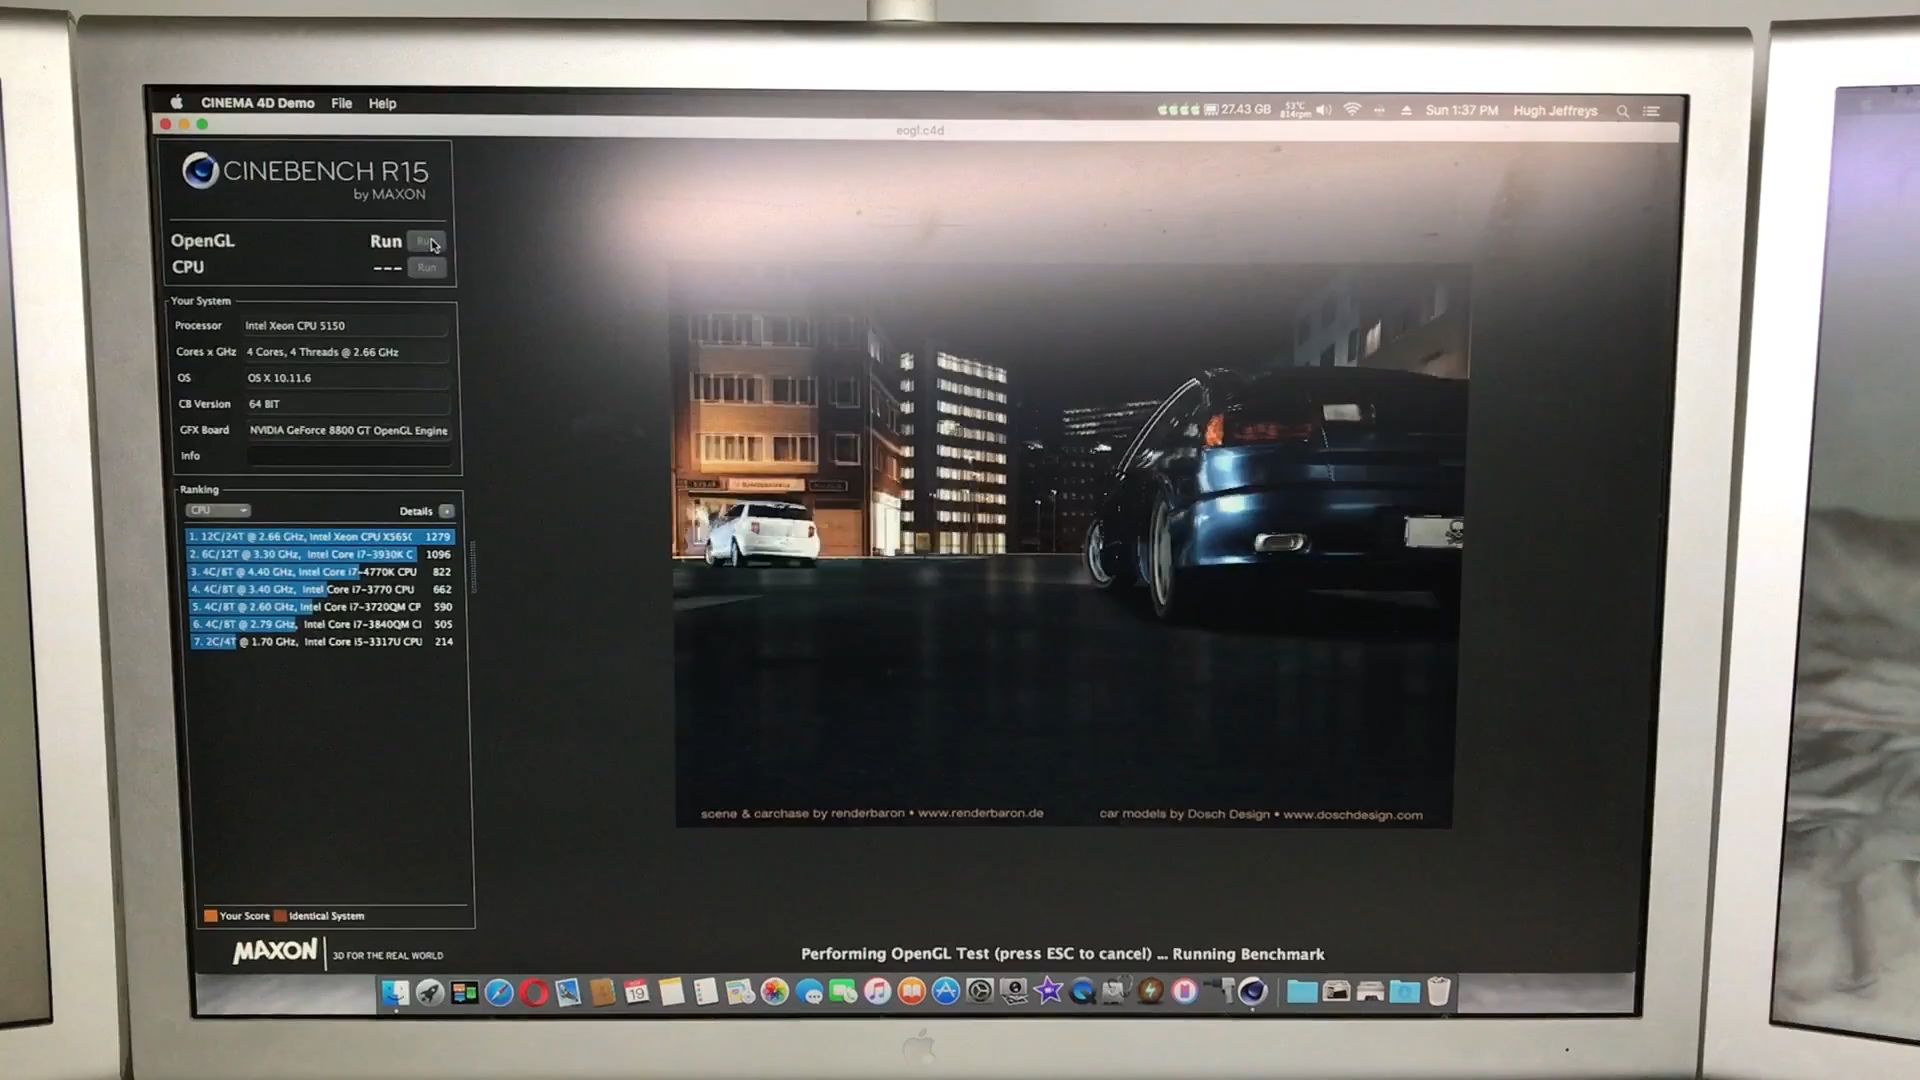 CINEMA 4D Demo File Help
27.43 GB 53°C 814rpm Sun 1:37 PM Hugh Jeffreys
eogl.c4d
CINEBENCH R15
by MAXON
OpenGL Run Run
CPU --- Run
Your System
Processor Intel Xeon CPU 5150
Cores x GHz 4 Cores, 4 Threads @ 2.66 GHz
OS OS X 10.11.6
CB Version 64 BIT
GFX Board NVIDIA GeForce 8800 GT OpenGL Engine
Info
Ranking
CPU Details
1. 12C/24T @ 2.66 GHz, Intel Xeon CPU X565( 1279
2. 6C/12T @ 3.30 GHz, Intel Core i7-3930K C 1096
3. 4C/8T @ 4.40 GHz, Intel Core i7-4770K CPU 822
4. 4C/8T @ 3.40 GHz, Intel Core i7-3770 CPU 662
5. 4C/8T @ 2.60 GHz, Intel Core i7-3720QM CP 590
6. 4C/8T @ 2.79 GHz, Intel Core i7-3840QM CI 505
7. 2C/4T @ 1.70 GHz, Intel Core i5-3317U CPU 214
scene & carchase by renderbaron • www.renderbaron.de
car models by Dosch Design • www.doschdesign.com
Your Score Identical System
MAXON 3D FOR THE REAL WORLD
Performing OpenGL Test (press ESC to cancel) ... Running Benchmark
19